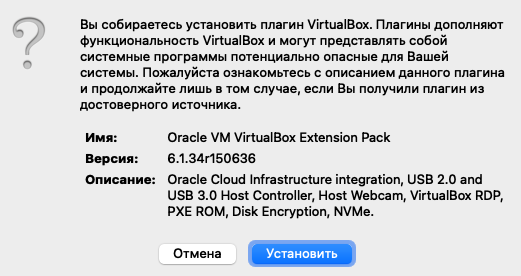 Вы собираетесь установить плагин VirtualBox. Плагины дополняют
функциональность VirtualBox и могут представлять собой
системные программы потенциально опасные для Вашей
системы. Пожалуйста ознакомьтесь с описанием данного плагина
и продолжайте лишь в том случае, если Вы получили плагин из
достоверного источника.
Имя: Oracle VM VirtualBox Extension Pack
Версия: 6.1.34r150636
Описание: Oracle Cloud Infrastructure integration, USB 2.0 and
USB 3.0 Host Controller, Host Webcam, VirtualBox RDP,
PXE ROM, Disk Encryption, NVMe.
Отмена Установить